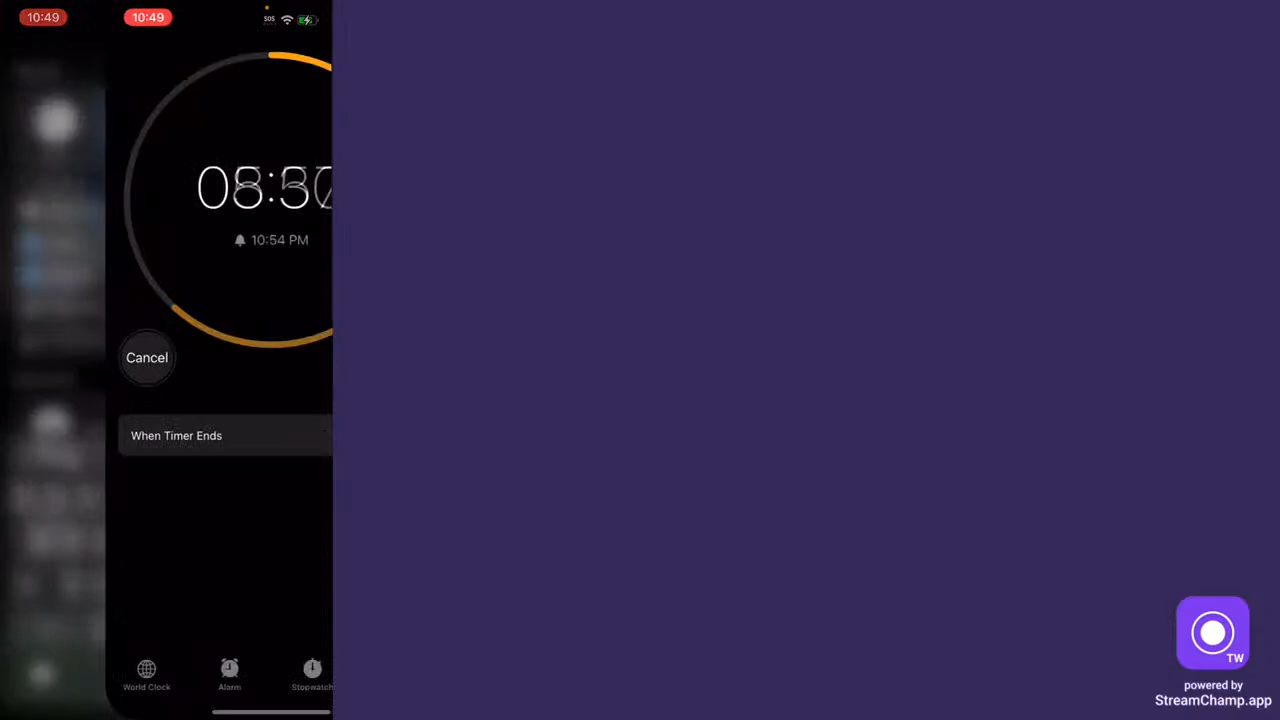 10:49
10:49
SOS
10:54 PM
Cancel
When Timer Ends
World Clock
Alarm
Stopwatch
TW
powered by
StreamChamp.app